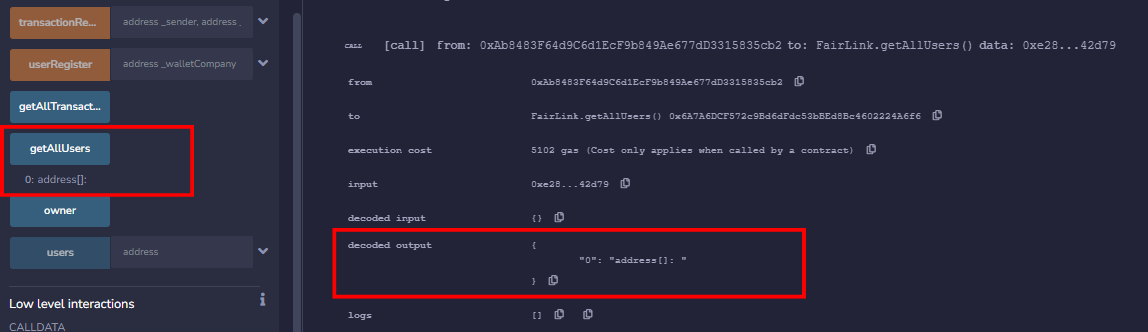 transactionRe...
address _sender, address ,
userRegister
address _walletCompany
getAllTransact...
getAllUsers
0: address[]:
owner
users
address
Low level interactions
i
CALLDATA
CALL [call] from: 0xAb8483F64d9C6d1EcF9b849Ae677dD3315835cb2 to: FairLink.getAllUsers() data: 0xe28...42d79
from 0xAb8483F64d9C6d1EcF9b849Ae677dD3315835cb2
to FairLink.getAllUsers() 0x6A7A6DCF572c9Bd6dFdc53bBEd8Bc4602224A6f6
execution cost 5102 gas (Cost only applies when called by a contract)
input 0xe28...42d79
decoded input {}
decoded output {
"0": "address[]: "
}
logs []